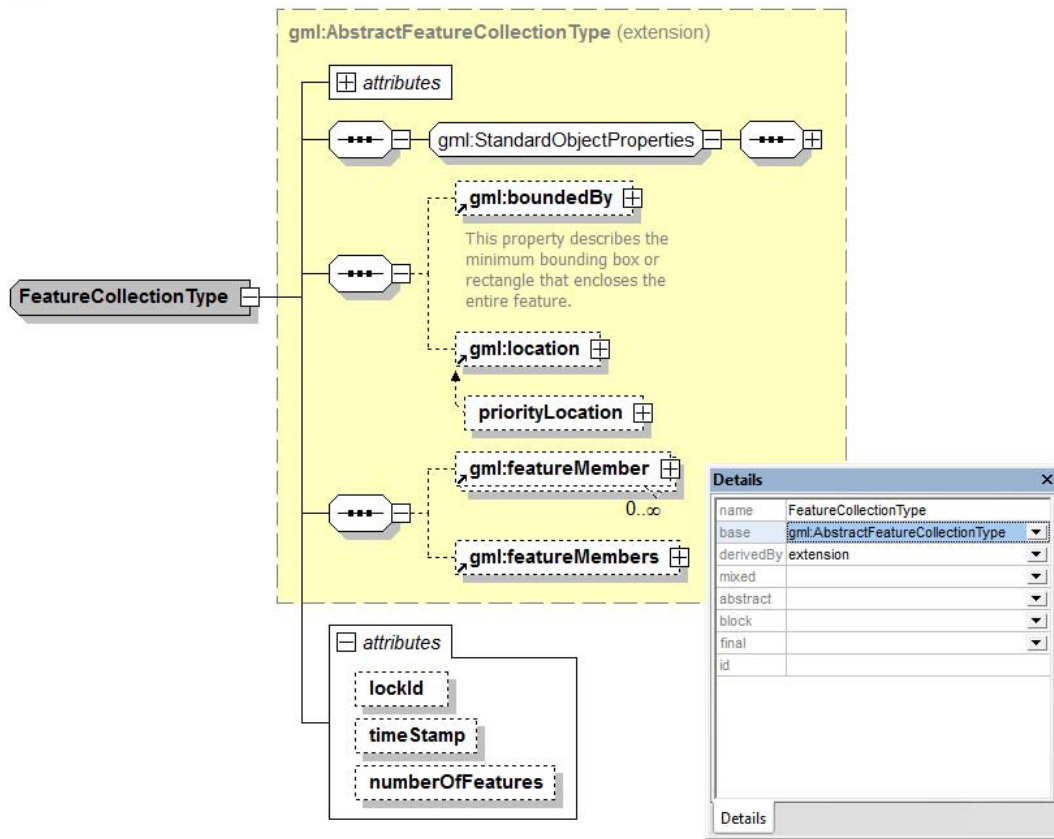 gml:AbstractFeatureCollectionType (extension)
attributes
gml:StandardObjectProperties
gml:boundedBy
This property describes the
minimum bounding box or
rectangle that encloses the
entire feature.
FeatureCollectionType
gml:location
priorityLocation
gml:featureMember
0..∞
gml:featureMembers
attributes
lockId
timeStamp
numberOfFeatures
Details
name FeatureCollectionType
base gml:AbstractFeatureCollectionType
derivedBy extension
mixed
abstract
block
final
id
Details